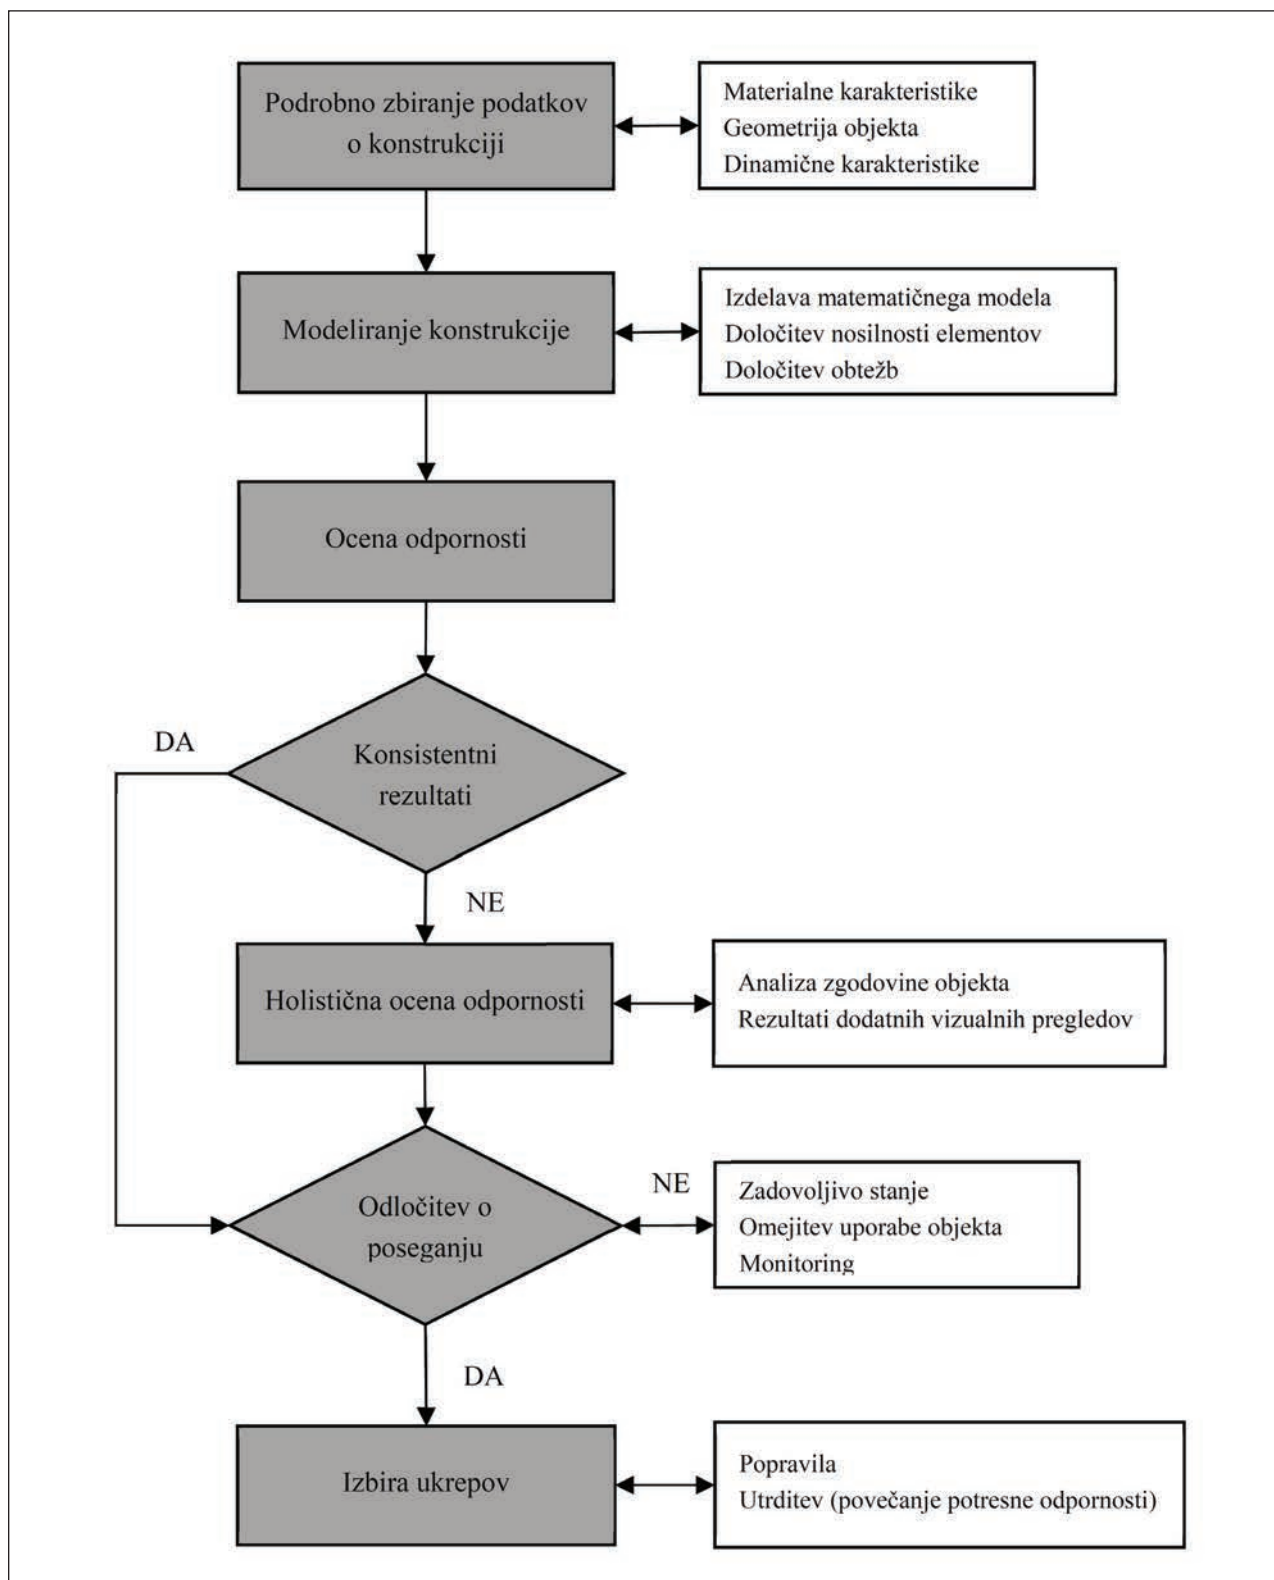 Podrobno zbiranje podatkov
o konstrukciji
Materialne karakteristike
Geometrija objekta
Dinamične karakteristike
Modeliranje konstrukcije
Izdelava matematičnega modela
Določitev nosilnosti elementov
Določitev obtežb
Ocena odpornosti
DA
Konsistentni
rezultati
NE
Holistična ocena odpornosti
Analiza zgodovine objekta
Rezultati dodatnih vizualnih pregledov
Odločitev o
poseganju
NE
Zadovoljivo stanje
Omejitev uporabe objekta
Monitoring
DA
Izbira ukrepov
Popravila
Utrditev (povečanje potresne odpornosti)